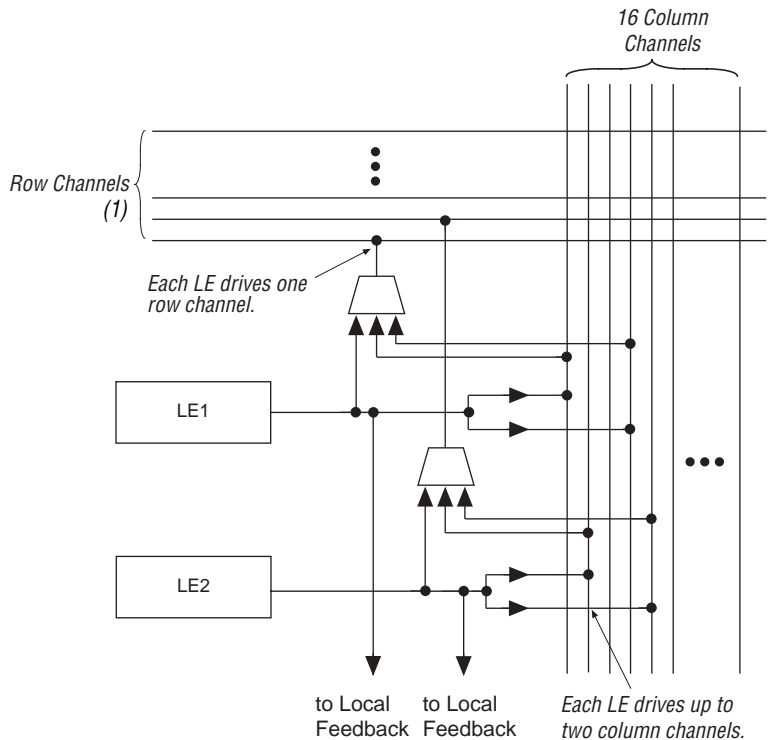 16 Column
Channels
Row Channels
(1)
Each LE drives one
row channel.
LE1
LE2
to Local
Feedback
to Local
Feedback
Each LE drives up to
two column channels.